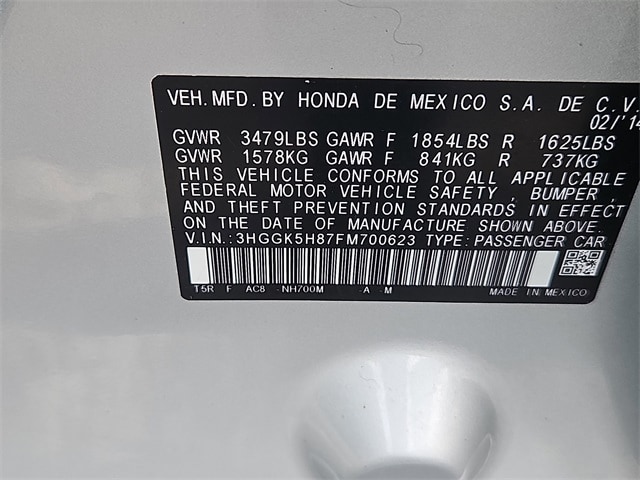 VEH.MFD.BY HONDA DE MEXICO S.A. DE C.V.
02/'14
GVWR 3479LBS GAWR F 1854LBS R 1625LBS
GVWR 1578KG GAWR F 841KG R 737KG
THIS VEHICLE CONFORMS TO ALL APPLICABLE
FEDERAL MOTOR VEHICLE SAFETY, BUMPER,
AND THEFT PREVENTION STANDARDS IN EFFECT
ON THE DATE OF MANUFACTURE SHOWN ABOVE.
V.I.N.:3HGGK5H87FM700623 TYPE:PASSENGER CAR
T5R F AC8 NH700M A M MADE IN MEXICO